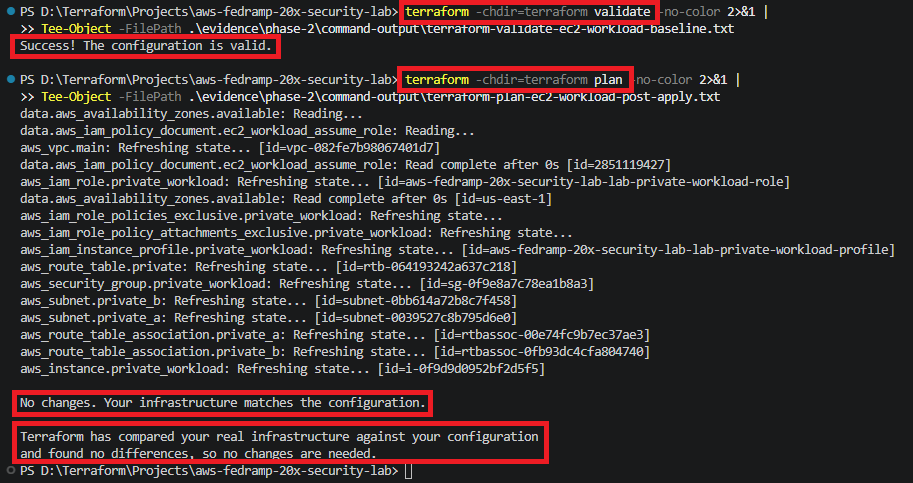 PS D:\Terraform\Projects\aws-fedramp-20x-security-lab> terraform -chdir=terraform validate -no-color 2>&1 |
>> Tee-Object -FilePath .\evidence\phase-2\command-output\terraform-validate-ec2-workload-baseline.txt
Success! The configuration is valid.
PS D:\Terraform\Projects\aws-fedramp-20x-security-lab> terraform -chdir=terraform plan -no-color 2>&1 |
>> Tee-Object -FilePath .\evidence\phase-2\command-output\terraform-plan-ec2-workload-post-apply.txt
data.aws_availability_zones.available: Reading...
data.aws_iam_policy_document.ec2_workload_assume_role: Reading...
aws_vpc.main: Refreshing state... [id=vpc-082fe7b98067401d7]
data.aws_iam_policy_document.ec2_workload_assume_role: Read complete after 0s [id=2851119427]
aws_iam_role.private_workload: Refreshing state... [id=aws-fedramp-20x-security-lab-lab-private-workload-role]
data.aws_availability_zones.available: Read complete after 0s [id=us-east-1]
aws_iam_role_policies_exclusive.private_workload: Refreshing state...
aws_iam_role_policy_attachments_exclusive.private_workload: Refreshing state...
aws_iam_instance_profile.private_workload: Refreshing state... [id=aws-fedramp-20x-security-lab-lab-private-workload-profile]
aws_route_table.private: Refreshing state... [id=rtb-064193242a637c218]
aws_security_group.private_workload: Refreshing state... [id=sg-0f9e8a7c78ea1b8a3]
aws_subnet.private_b: Refreshing state... [id=subnet-0bb614a72b8c7f458]
aws_subnet.private_a: Refreshing state... [id=subnet-0039527c8b795d6e0]
aws_route_table_association.private_a: Refreshing state... [id=rtbassoc-00e74fc9b7ec37ae3]
aws_route_table_association.private_b: Refreshing state... [id=rtbassoc-0fb93dc4cfa804740]
aws_instance.private_workload: Refreshing state... [id=i-0f9d9d0952bf2d5f5]
No changes. Your infrastructure matches the configuration.
Terraform has compared your real infrastructure against your configuration
and found no differences, so no changes are needed.
PS D:\Terraform\Projects\aws-fedramp-20x-security-lab>